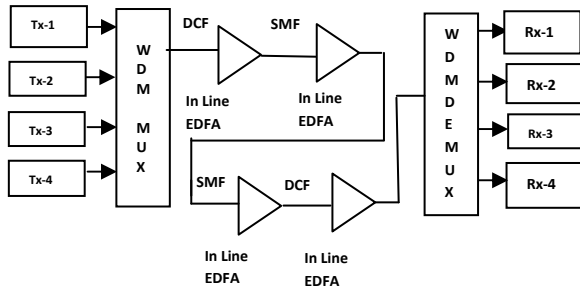 Tx-1
Tx-2
Tx-3
Tx-4
W
D
M
M
U
X
DCF
SMF
In Line
EDFA
In Line
EDFA
SMF
DCF
In Line
EDFA
In Line
EDFA
W
D
M
D
E
M
U
X
Rx-1
Rx-2
Rx-3
Rx-4